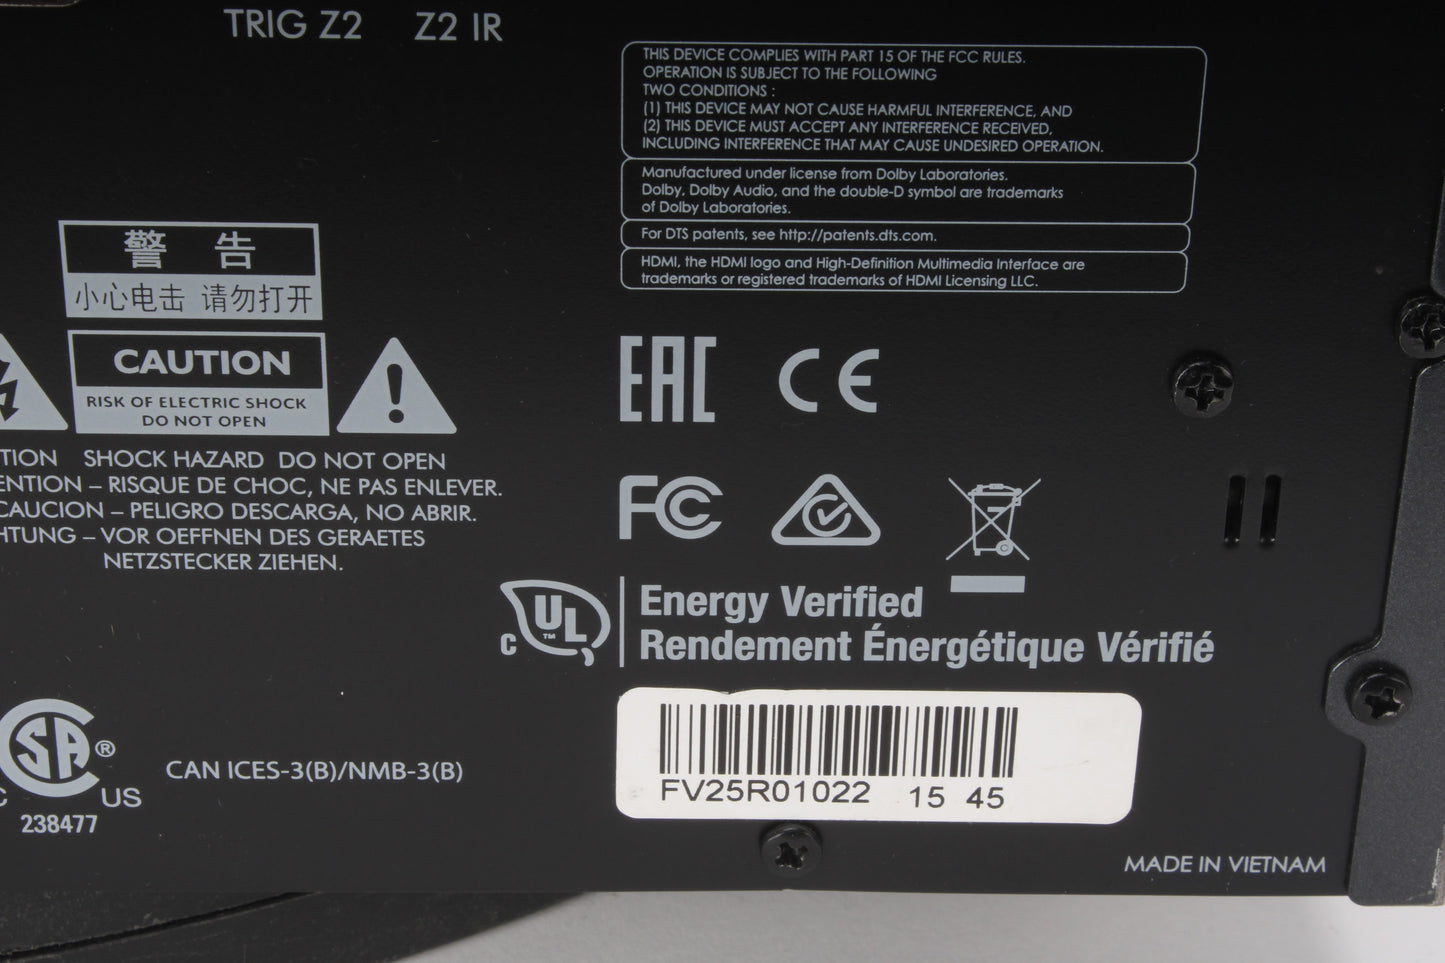 TRIG Z2 Z2 IR
THIS DEVICE COMPLIES WITH PART 15 OF THE FCC RULES.
OPERATION IS SUBJECT TO THE FOLLOWING
TWO CONDITIONS :
(1) THIS DEVICE MAY NOT CAUSE HARMFUL INTERFERENCE, AND
(2) THIS DEVICE MUST ACCEPT ANY INTERFERENCE RECEIVED,
INCLUDING INTERFERENCE THAT MAY CAUSE UNDESIRED OPERATION.
Manufactured under license from Dolby Laboratories.
Dolby, Dolby Audio, and the double-D symbol are trademarks
of Dolby Laboratories.
For DTS patents, see http://patents.dts.com.
HDMI, the HDMI logo and High-Definition Multimedia Interface are
trademarks or registered trademarks of HDMI Licensing LLC.
警 告
小心电击 请勿打开
CAUTION
RISK OF ELECTRIC SHOCK
DO NOT OPEN
TION SHOCK HAZARD DO NOT OPEN
ENTION – RISQUE DE CHOC, NE PAS ENLEVER.
CAUCION – PELIGRO DESCARGA, NO ABRIR.
HTUNG – VOR OEFFNEN DES GERAETES
NETZSTECKER ZIEHEN.
EAC CE
FC
C UL ™
Energy Verified
Rendement Énergétique Vérifié
SA ®
C US
238477
CAN ICES-3(B)/NMB-3(B)
FV25R01022 15 45
MADE IN VIETNAM